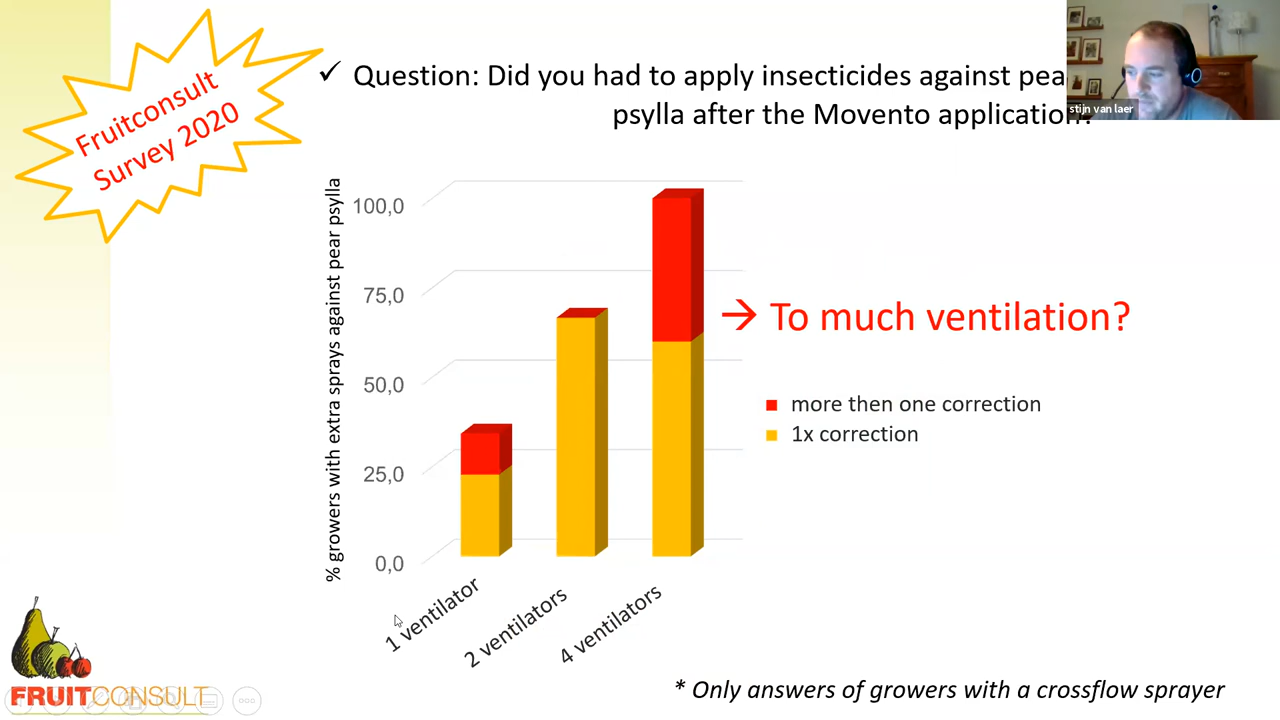 Fruitconsult
Survey 2020
✓ Question: Did you had to apply insecticides against
psylla after the Movento application?
stijn van laer
% growers with extra sprays against pear psylla
100,0
75,0
50,0
25,0
0,0
1 ventilator
2 ventilators
4 ventilators
→ To much ventilation?
more then one correction
1x correction
FRUITCONSULT
* Only answers of growers with a crossflow sprayer